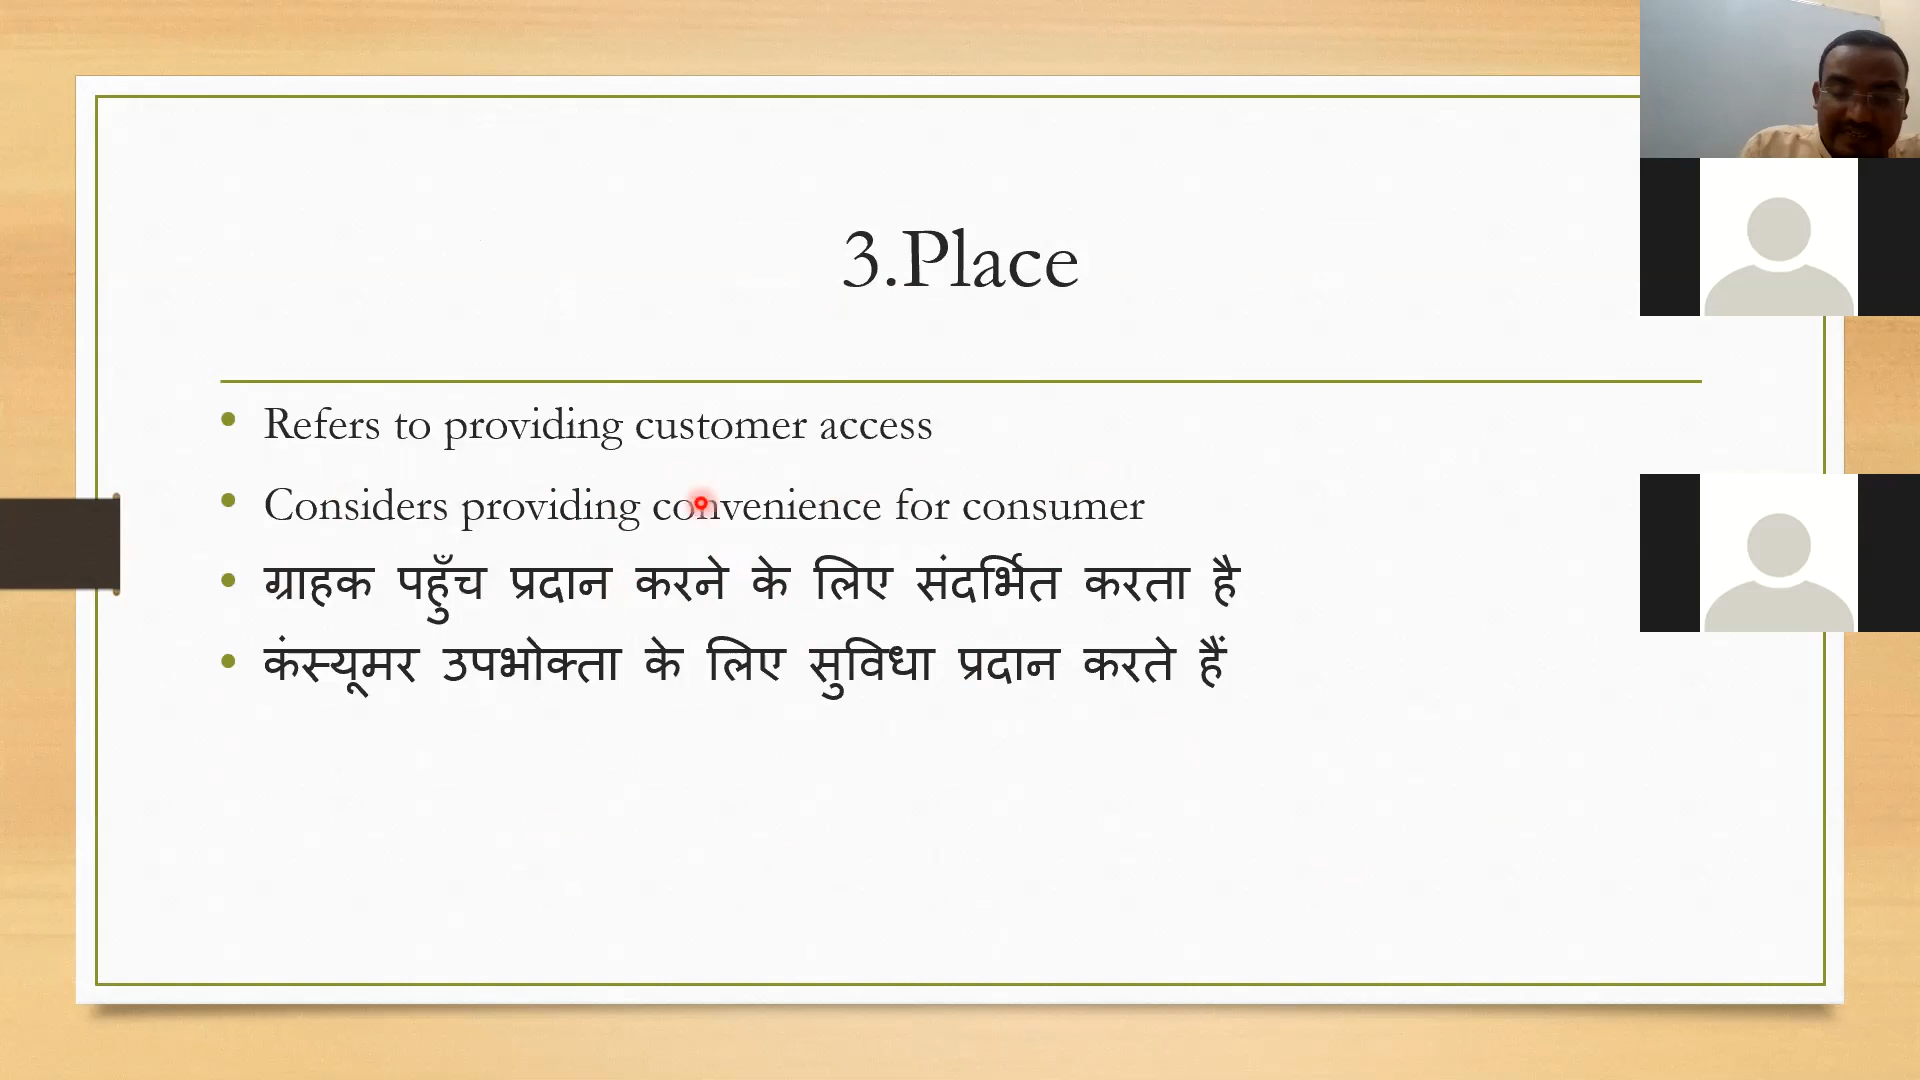 3.Place
Refers to providing customer access
Considers providing convenience for consumer
ग्राहक पहुँच प्रदान करने के लिए संदर्भित करता है
कंस्यूमर उपभोक्ता के लिए सुविधा प्रदान करते हैं